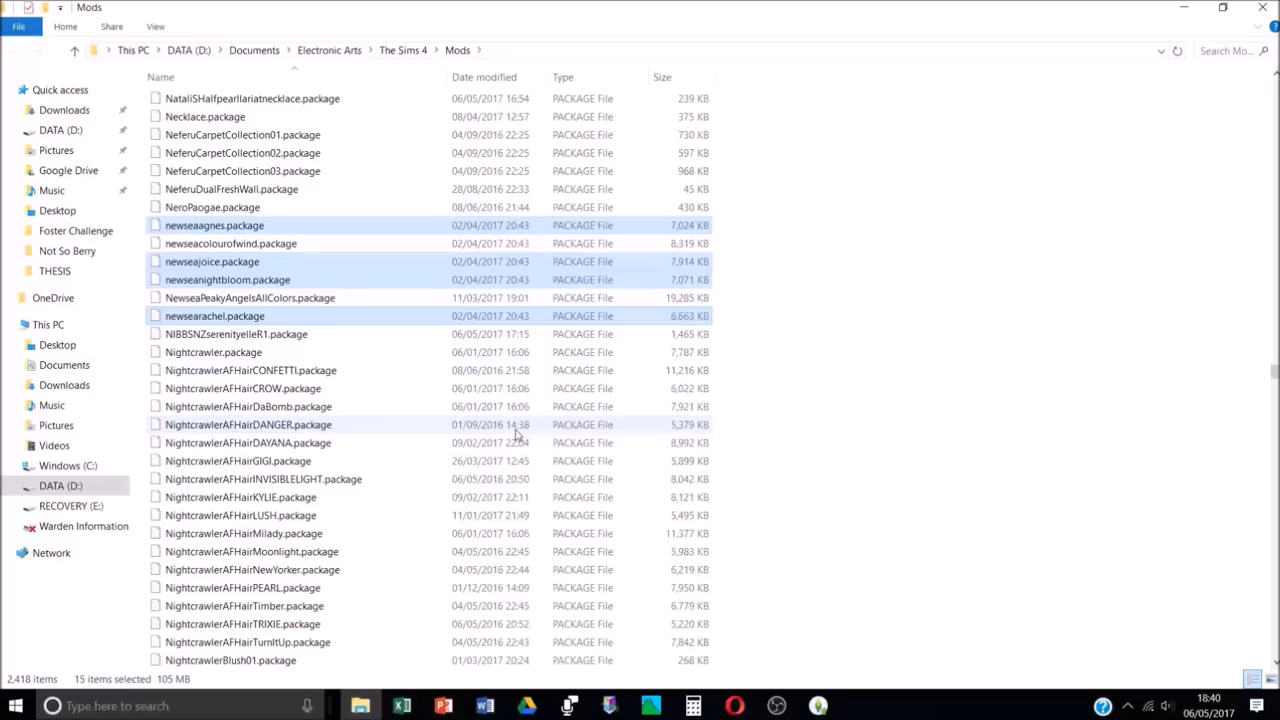 Mods
File Home Share View
This PC DATA (D:) Documents Electronic Arts The Sims 4 Mods Search Mo...
Name Date modified Type Size
Quick access
Downloads
DATA (D:)
Pictures
Google Drive
Music
Desktop
Foster Challenge
Not So Berry
THESIS
OneDrive
This PC
Desktop
Documents
Downloads
Music
Pictures
Videos
Windows (C:)
DATA (D:)
RECOVERY (E:)
Warden Information
Network
NataliSHalfpearllariatnecklace.package 06/05/2017 16:54 PACKAGE File 239 KB
Necklace.package 08/04/2017 12:57 PACKAGE File 375 KB
NeferuCarpetCollection01.package 04/09/2016 22:25 PACKAGE File 730 KB
NeferuCarpetCollection02.package 04/09/2016 22:25 PACKAGE File 597 KB
NeferuCarpetCollection03.package 04/09/2016 22:25 PACKAGE File 968 KB
NeferuDualFreshWall.package 28/08/2016 22:33 PACKAGE File 45 KB
NeroPaogae.package 08/06/2016 21:44 PACKAGE File 430 KB
newseaagnes.package 02/04/2017 20:43 PACKAGE File 7,024 KB
newseacolourofwind.package 02/04/2017 20:43 PACKAGE File 8,319 KB
newseajoice.package 02/04/2017 20:43 PACKAGE File 7,914 KB
newseanightbloom.package 02/04/2017 20:43 PACKAGE File 7,071 KB
NewseaPeakyAngelsAllColors.package 11/03/2017 19:01 PACKAGE File 19,285 KB
newsearachel.package 02/04/2017 20:43 PACKAGE File 6,663 KB
NIBBSNZserenityelleR1.package 06/05/2017 17:15 PACKAGE File 1,465 KB
Nightcrawler.package 06/01/2017 16:06 PACKAGE File 7,787 KB
NightcrawlerAFHairCONFETTI.package 08/06/2016 21:58 PACKAGE File 11,216 KB
NightcrawlerAFHairCROW.package 06/01/2017 16:06 PACKAGE File 6,022 KB
NightcrawlerAFHairDaBomb.package 06/01/2017 16:06 PACKAGE File 7,921 KB
NightcrawlerAFHairDANGER.package 01/09/2016 14:38 PACKAGE File 5,379 KB
NightcrawlerAFHairDAYANA.package 09/02/2017 22:04 PACKAGE File 8,992 KB
NightcrawlerAFHairGIGI.package 26/03/2017 12:45 PACKAGE File 5,899 KB
NightcrawlerAFHairINVISIBLELIGHT.package 06/05/2016 20:50 PACKAGE File 8,042 KB
NightcrawlerAFHairKYLIE.package 09/02/2017 22:11 PACKAGE File 8,121 KB
NightcrawlerAFHairLUSH.package 11/01/2017 21:49 PACKAGE File 5,495 KB
NightcrawlerAFHairMilady.package 06/01/2017 16:06 PACKAGE File 11,377 KB
NightcrawlerAFHairMoonlight.package 04/05/2016 22:45 PACKAGE File 5,983 KB
NightcrawlerAFHairNewYorker.package 04/05/2016 22:44 PACKAGE File 6,219 KB
NightcrawlerAFHairPEARL.package 01/12/2016 14:09 PACKAGE File 7,950 KB
NightcrawlerAFHairTimber.package 04/05/2016 22:45 PACKAGE File 6,779 KB
NightcrawlerAFHairTRIXIE.package 06/05/2016 20:52 PACKAGE File 5,220 KB
NightcrawlerAFHairTurnItUp.package 04/05/2016 22:43 PACKAGE File 7,842 KB
NightcrawlerBlush01.package 01/03/2017 20:24 PACKAGE File 268 KB
2,418 items 15 items selected 105 MB
Type here to search
18:40
06/05/2017